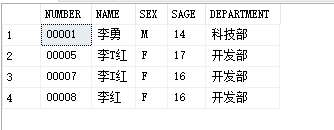 NUMBER NAME SEX SAGE DEPARTMENT
1 00001 李勇 M 14 科技部
2 00005 李T红 F 17 开发部
3 00007 李I红 F 16 开发部
4 00008 李红 F 16 开发部